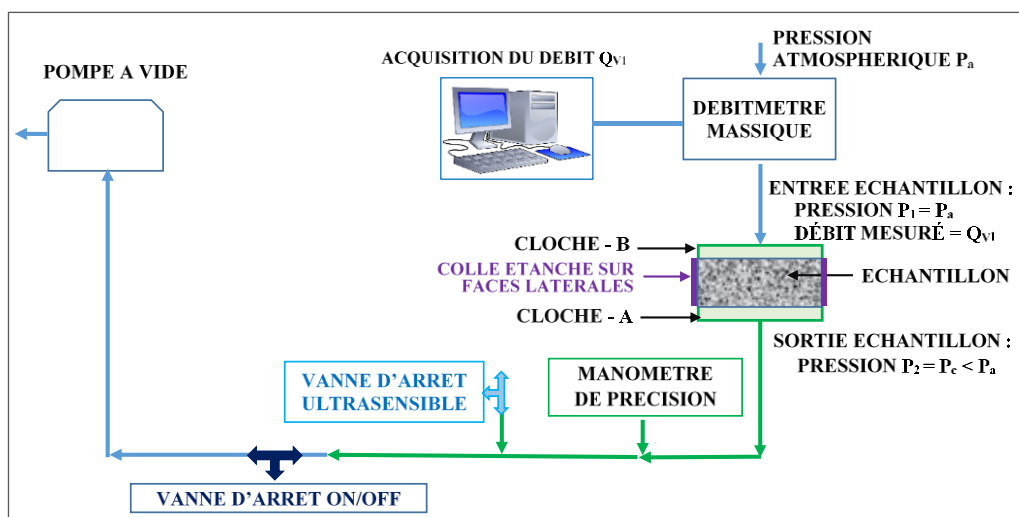 POMPE A VIDE
ACQUISITION DU DEBIT Qv1
PRESSION
ATMOSPHERIQUE Pa
DEBITMETRE
MASSIQUE
ENTREE ECHANTILLON :
PRESSION P1 = Pa
DÉBIT MESURÉ = Qv1
CLOCHE - B
COLLE ETANCHE SUR
FACES LATERALES
ECHANTILLON
CLOCHE - A
SORTIE ECHANTILLON :
PRESSION P2 = Pc < Pa
VANNE D'ARRET
ULTRASENSIBLE
MANOMETRE
DE PRECISION
VANNE D'ARRET ON/OFF